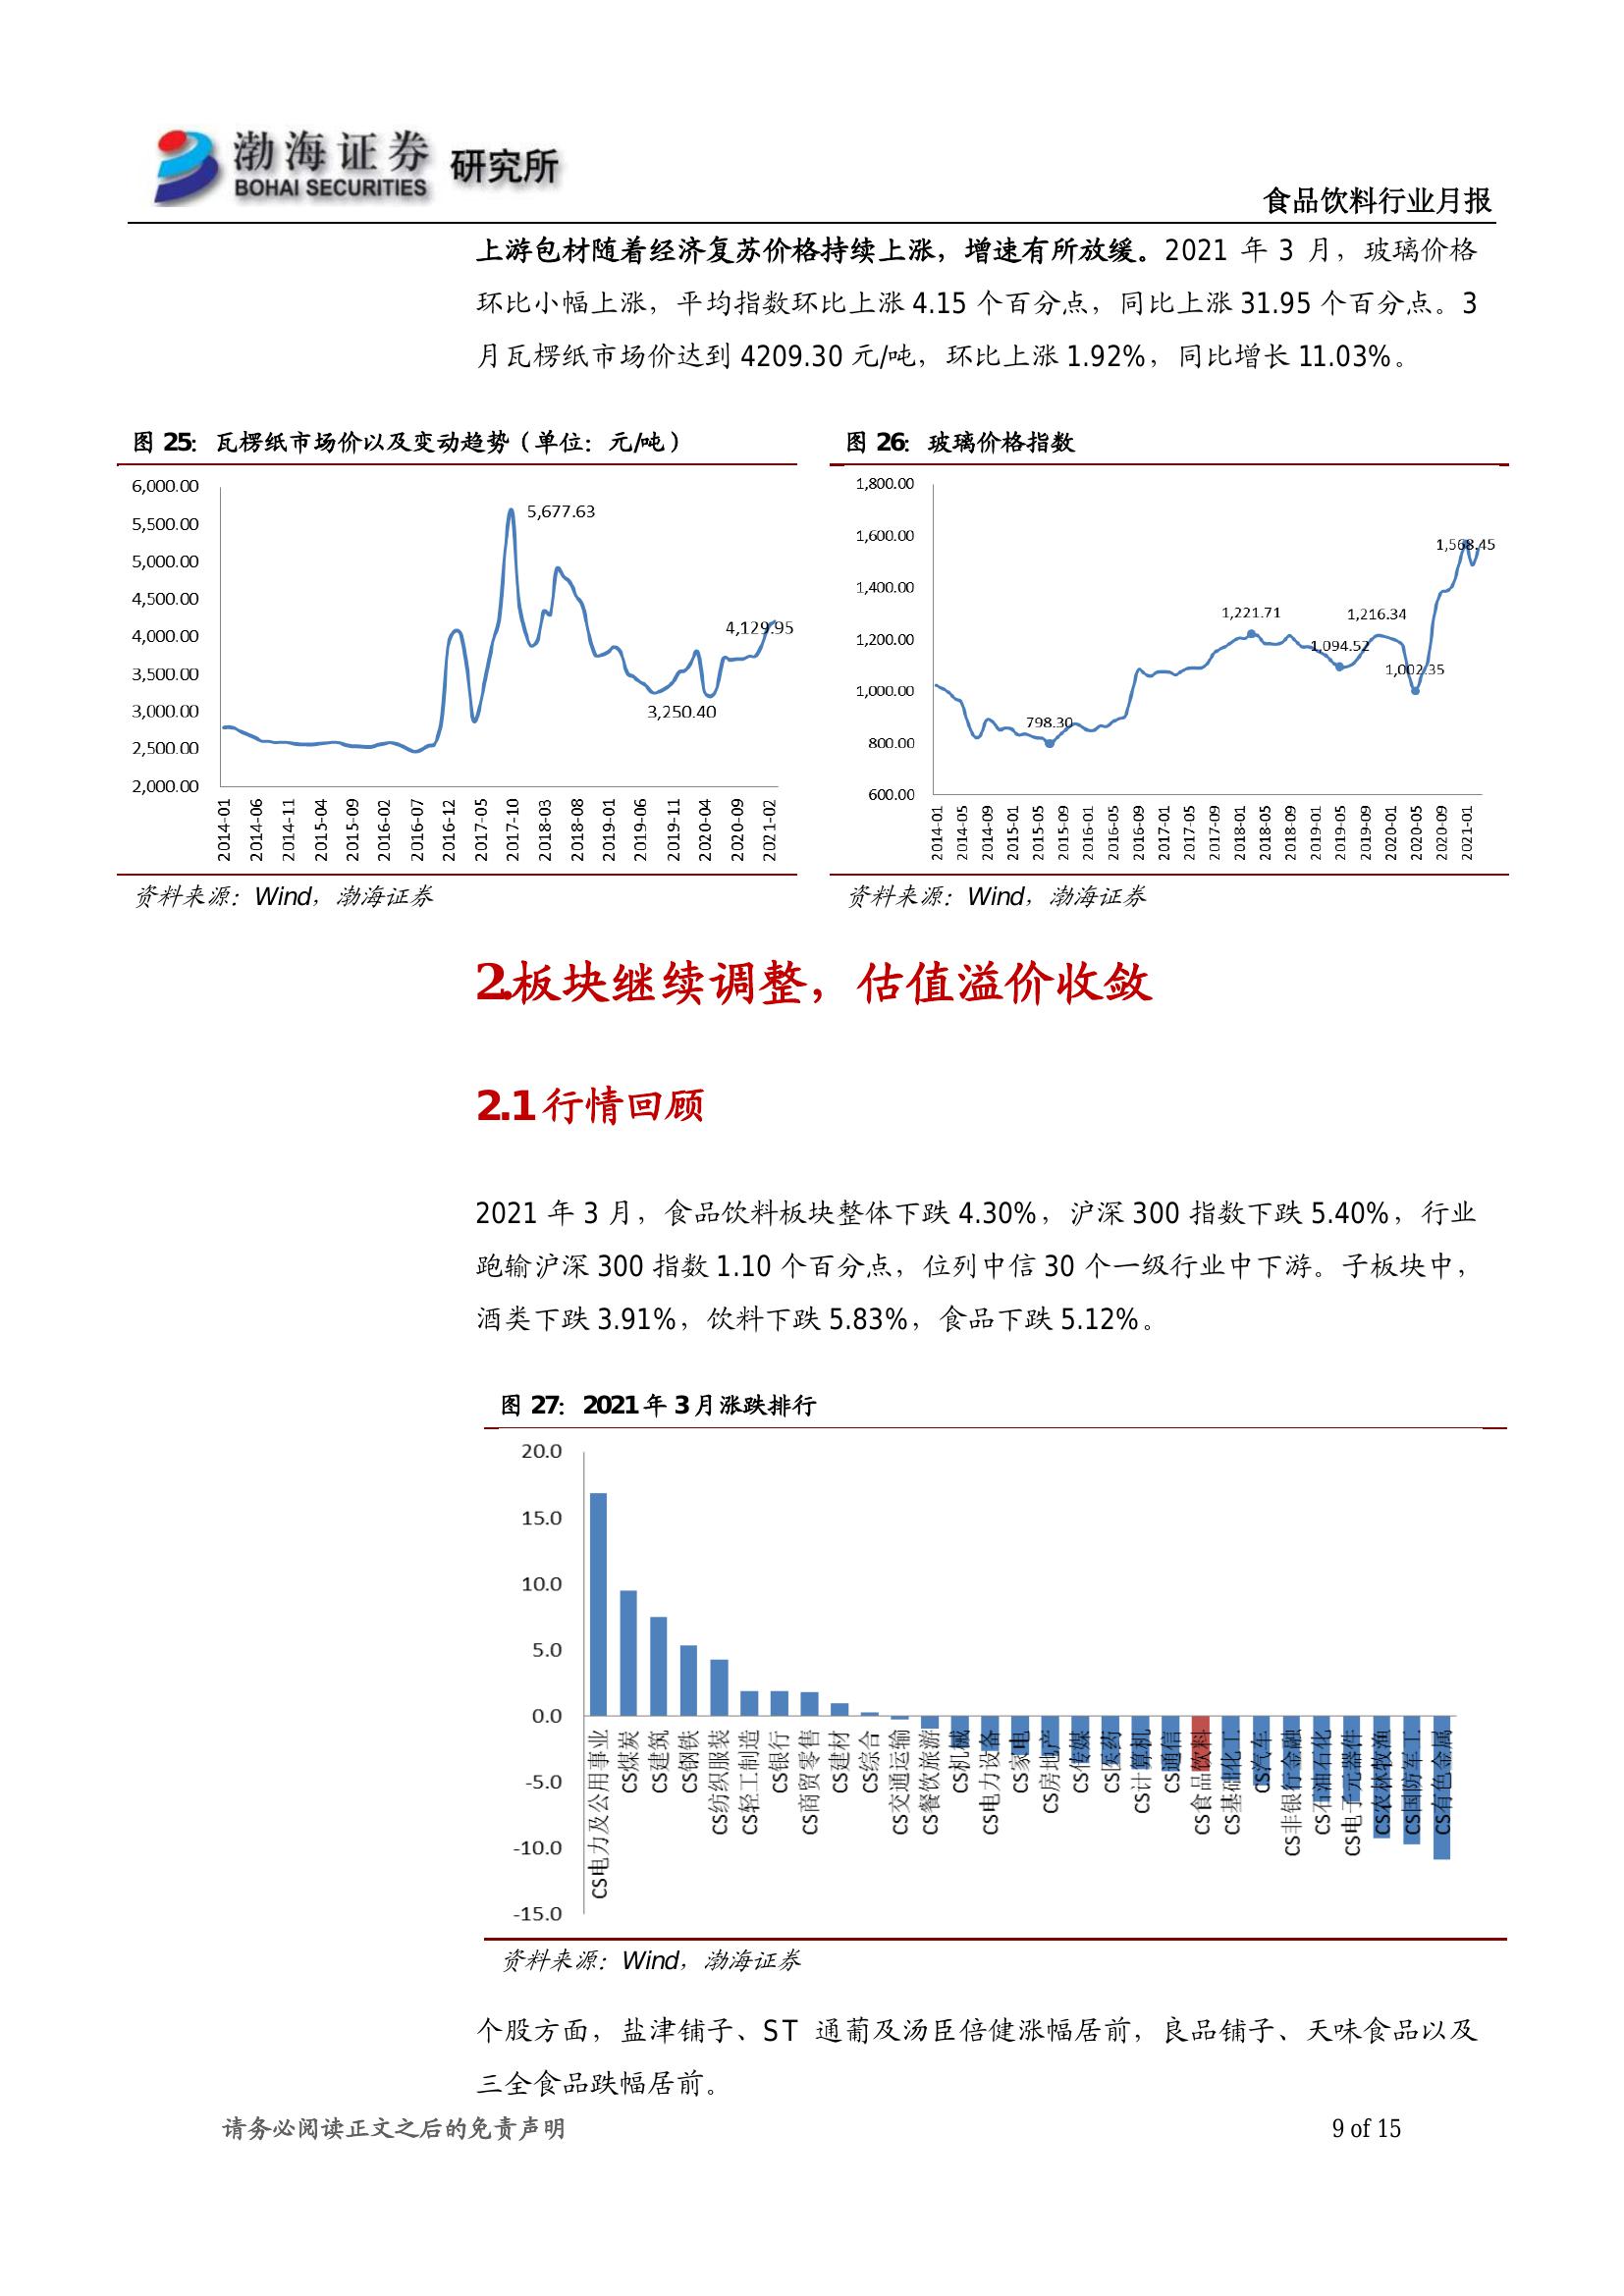 渤海证券 研究所
BOHAI SECURITIES
食品饮料行业月报
上游包材随着经济复苏价格持续上涨，增速有所放缓。2021 年 3 月，玻璃价格
环比小幅上涨，平均指数环比上涨 4.15 个百分点，同比上涨 31.95 个百分点。3
月瓦楞纸市场价达到 4209.30 元/吨，环比上涨 1.92%，同比增长 11.03%。
图 25：瓦楞纸市场价以及变动趋势（单位：元/吨）
6,000.00
5,500.00
5,000.00
4,500.00
4,000.00
3,500.00
3,000.00
2,500.00
2,000.00
5,677.63
4,129.95
3,250.40
2014-01
2014-06
2014-11
2015-04
2015-09
2016-02
2016-07
2016-12
2017-05
2017-10
2018-03
2018-08
2019-01
2019-06
2019-11
2020-04
2020-09
2021-02
资料来源：Wind，渤海证券
图 26：玻璃价格指数
1,800.00
1,600.00
1,400.00
1,200.00
1,000.00
800.00
600.00
1,568.45
1,221.71
1,216.34
1,094.52
1,002.35
798.30
2014-01
2014-05
2014-09
2015-01
2015-05
2015-09
2016-01
2016-05
2016-09
2017-01
2017-05
2017-09
2018-01
2018-05
2018-09
2019-01
2019-05
2019-09
2020-01
2020-05
2020-09
2021-01
资料来源：Wind，渤海证券
2.板块继续调整，估值溢价收敛
2.1 行情回顾
2021 年 3 月，食品饮料板块整体下跌 4.30%，沪深 300 指数下跌 5.40%，行业
跑输沪深 300 指数 1.10 个百分点，位列中信 30 个一级行业中下游。子板块中，
酒类下跌 3.91%，饮料下跌 5.83%，食品下跌 5.12%。
图 27：2021 年 3 月涨跌排行
20.0
15.0
10.0
5.0
0.0
-5.0
-10.0
-15.0
CS电力及公用事业
CS煤炭
CS建筑
CS钢铁
CS纺织服装
CS轻工制造
CS银行
CS商贸零售
CS建材
CS综合
CS交通运输
CS餐饮旅游
CS机械
CS电力设备
CS家电
CS房地产
CS传媒
CS医药
CS计算机
CS通信
CS食品饮料
CS基础化工
CS汽车
CS非银行金融
CS石油石化
CS电子元器件
CS农林牧渔
CS国防军工
CS有色金属
资料来源：Wind，渤海证券
个股方面，盐津铺子、ST 通葡及汤臣倍健涨幅居前，良品铺子、天味食品以及
三全食品跌幅居前。
请务必阅读正文之后的免责声明
9 of 15